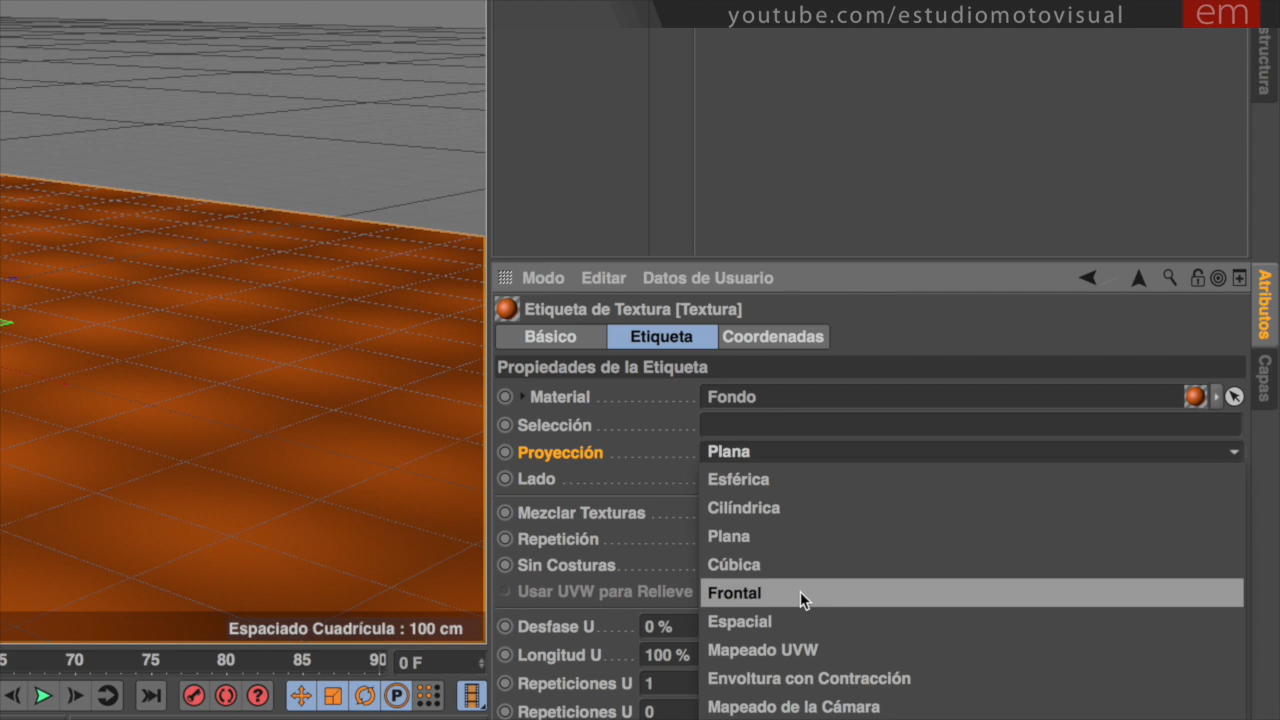 youtube.com/estudiomotovisual
em
structura
Modo Editar Datos de Usuario
Etiqueta de Textura [Textura]
Básico Etiqueta Coordenadas
Atributos
Capas
Propiedades de la Etiqueta
Material Fondo
Selección
Proyección Plana
Lado
Esférica
Cilíndrica
Mezclar Texturas
Plana
Repetición
Cúbica
Sin Costuras
Usar UVW para Relieve
Frontal
Espacial
Desfase U 0 %
Mapeado UVW
Longitud U 100 %
Envoltura con Contracción
Repeticiones U 1
Mapeado de la Cámara
Repeticiones U 0
Espaciado Cuadrícula : 100 cm
5 70 75 80 85 90 0 F
P